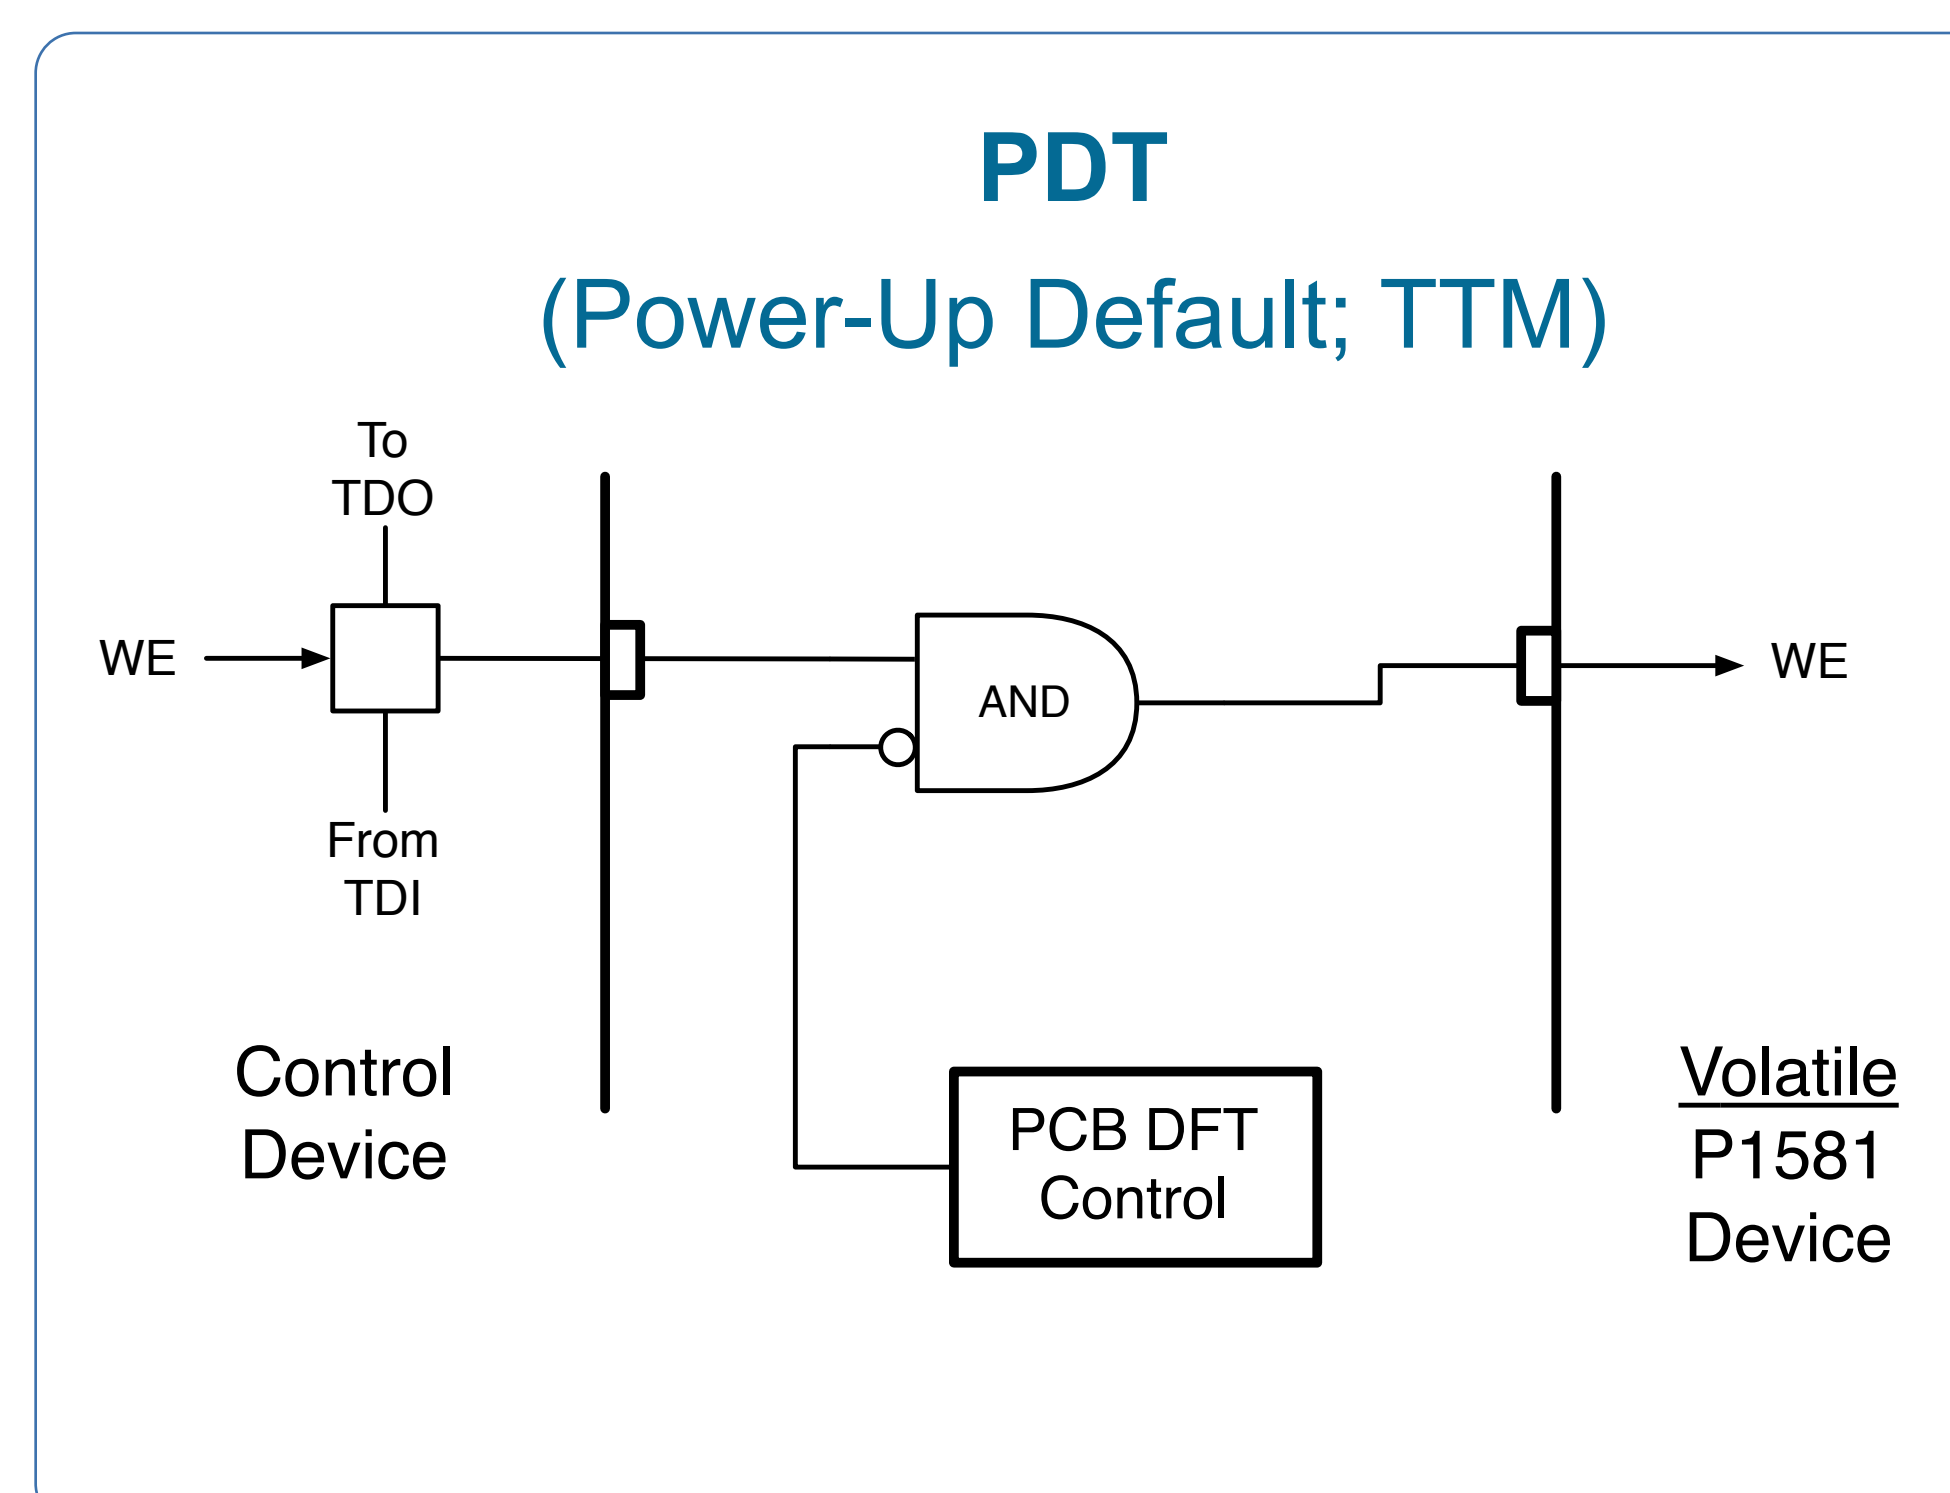 PDT
(Power-Up Default; TTM)
To
TDO
WE
AND
WE
From
TDI
Control
Device
PCB DFT
Control
Volatile
P1581
Device